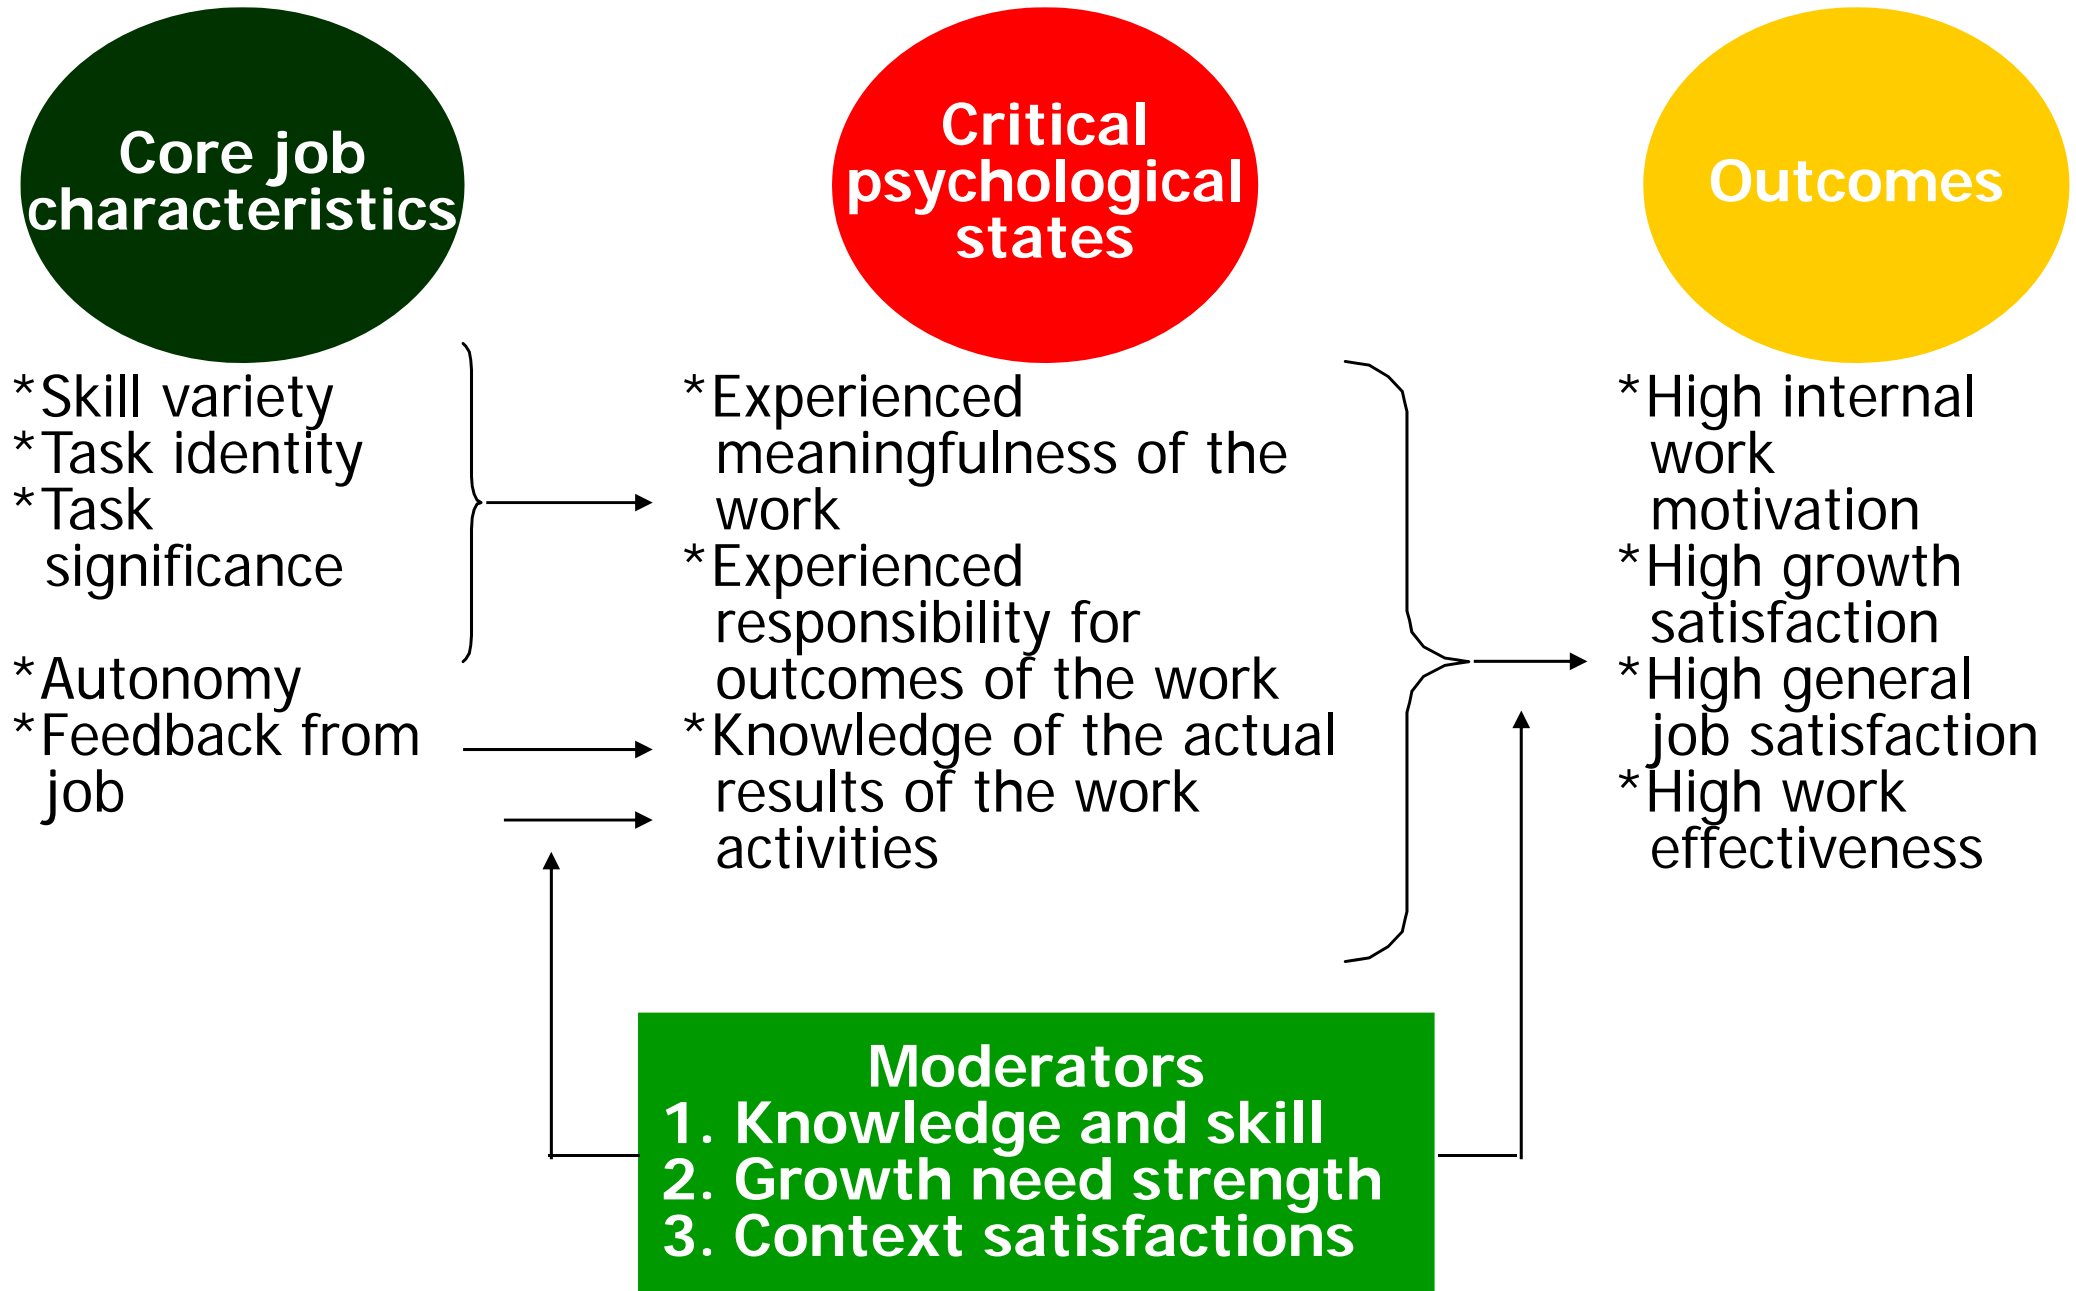 Core job
characteristics
Critical
psychological
states
Outcomes
*Skill variety
*Task identity
*Task
significance
*Autonomy
*Feedback from
job
*Experienced
meaningfulness of the
work
*Experienced
responsibility for
outcomes of the work
*Knowledge of the actual
results of the work
activities
*High internal
work
motivation
*High growth
satisfaction
*High general
job satisfaction
*High work
effectiveness
Moderators
1. Knowledge and skill
2. Growth need strength
3. Context satisfactions